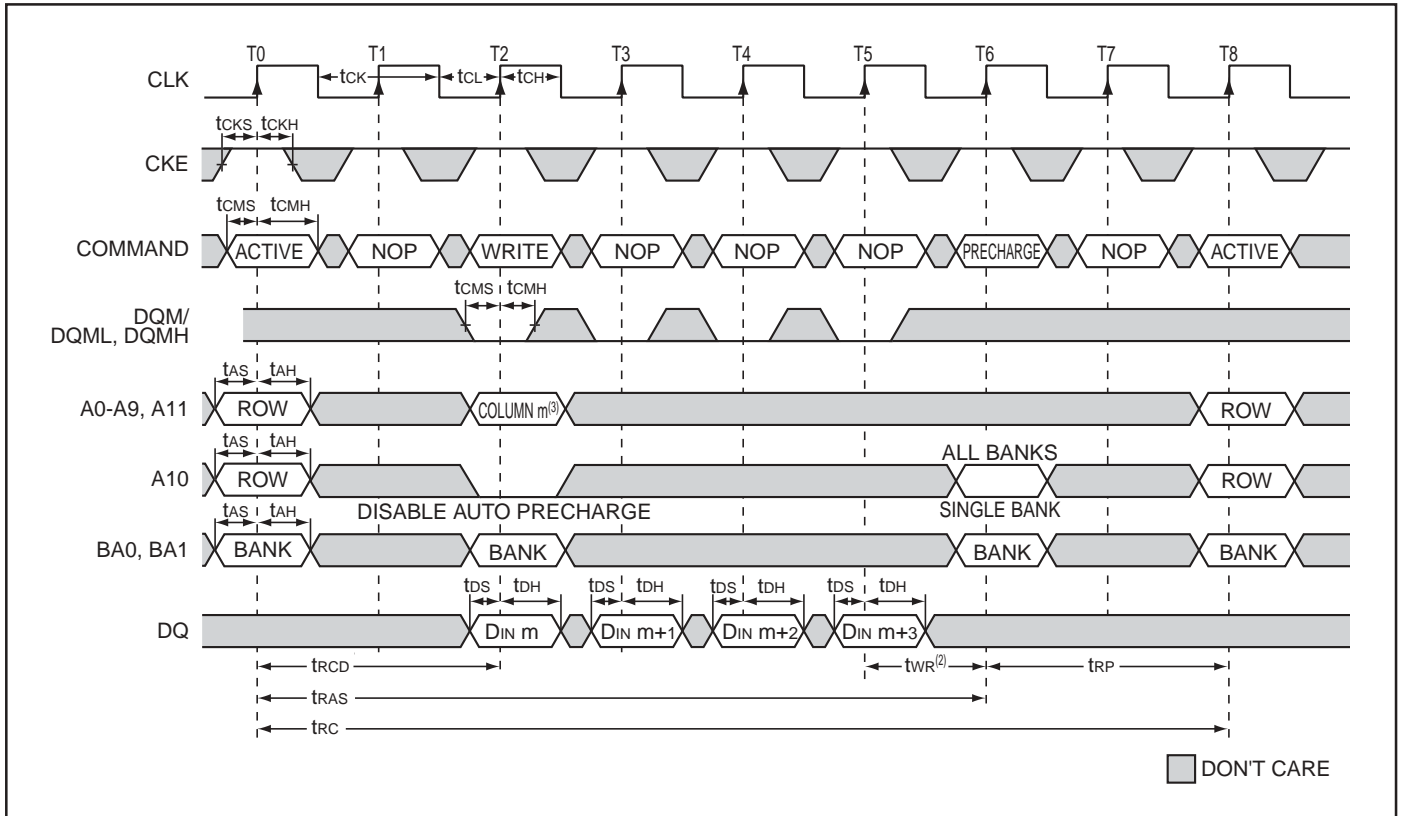 T0 T1 T2 T3 T4 T5 T6 T7 T8
CLK tCK tCL tCH
tCKS tCKH
CKE
tCMS tCMH
COMMAND ACTIVE NOP WRITE NOP NOP NOP PRECHARGE NOP ACTIVE
tCMS tCMH
DQM/
DQML, DQMH
tAS tAH
A0-A9, A11 ROW COLUMN m(3) ROW
tAS tAH ALL BANKS
A10 ROW ROW
DISABLE AUTO PRECHARGE SINGLE BANK
tAS tAH
BA0, BA1 BANK BANK BANK BANK
tDS tDH tDS tDH tDS tDH tDS tDH
DQ DIN m DIN m+1 DIN m+2 DIN m+3
tRCD tWR(2) tRP
tRAS
tRC
DON'T CARE